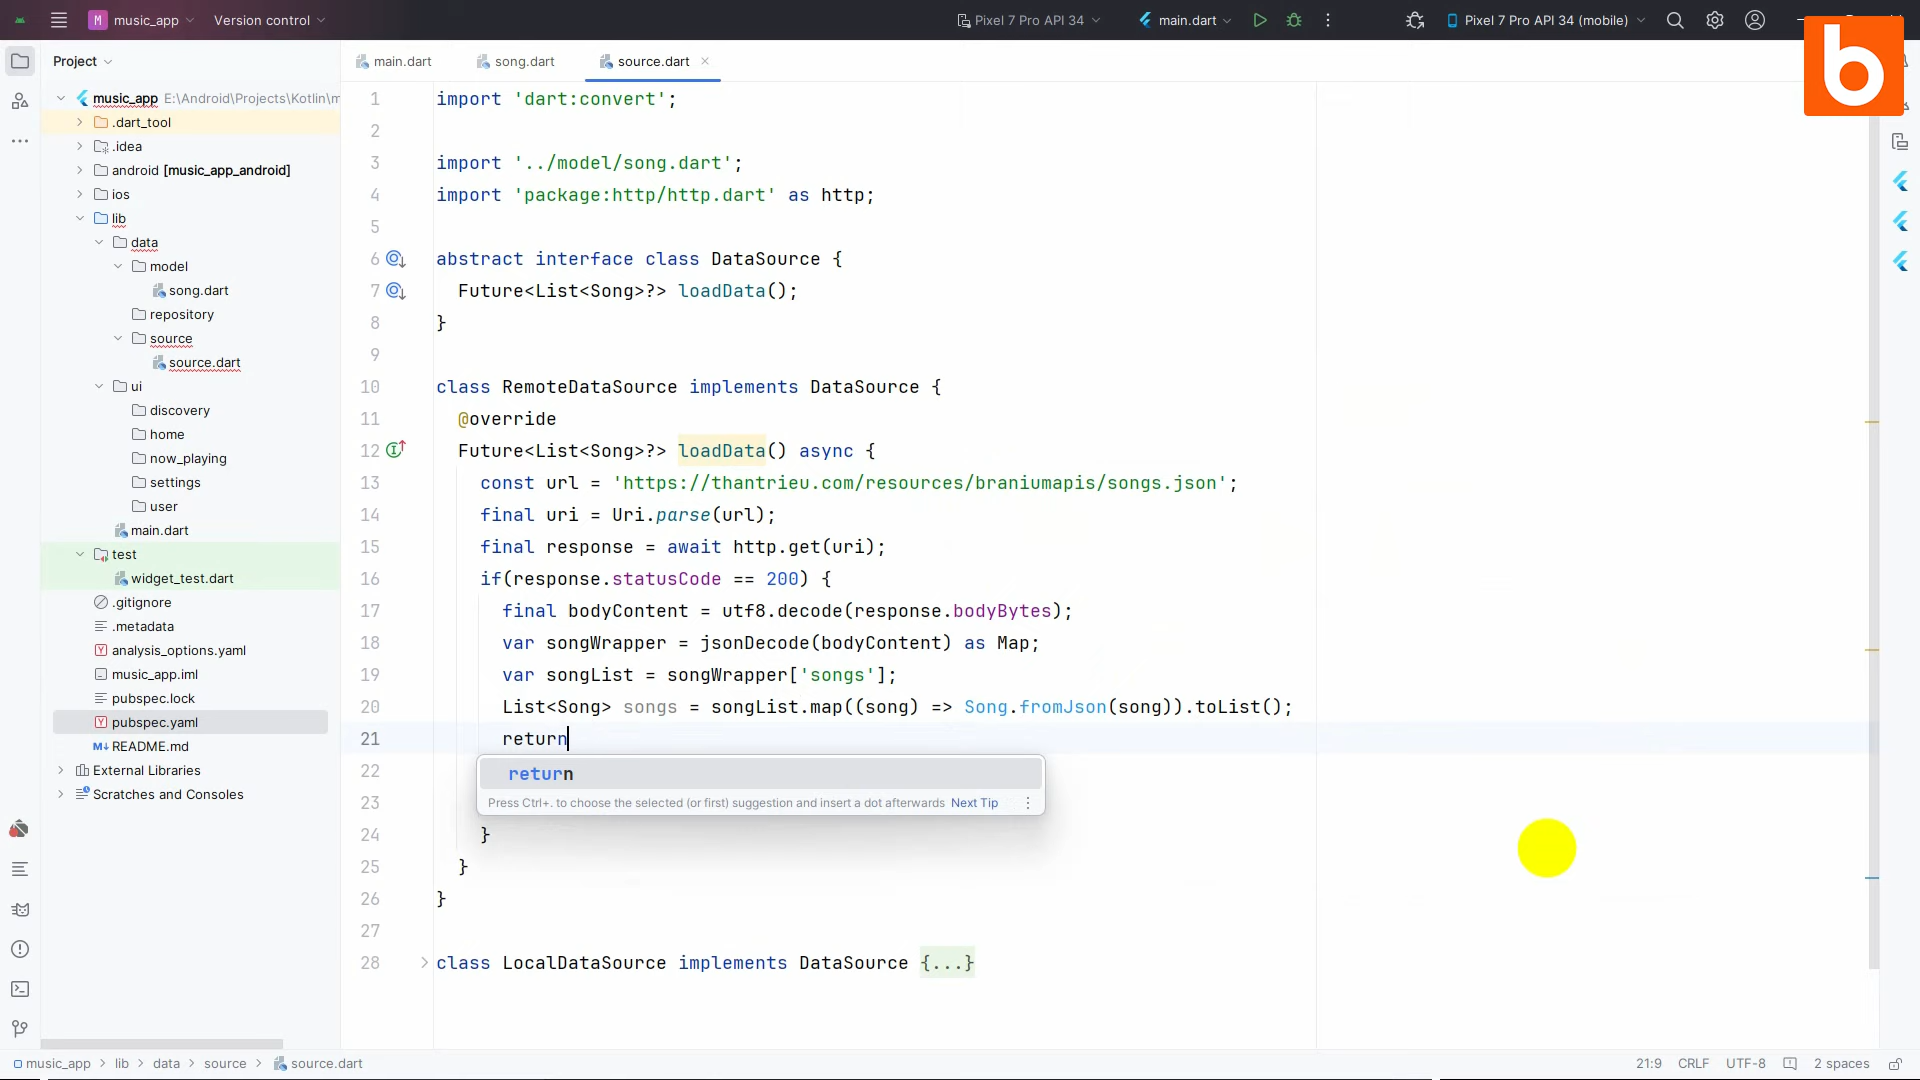 M music_app
Version control
Pixel 7 Pro API 34
main.dart
Pixel 7 Pro API 34 (mobile)
b
Project
main.dart
song.dart
source.dart
music_app E:\Android\Projects\Kotlin\m
.dart_tool
.idea
android [music_app_android]
ios
lib
data
model
song.dart
repository
source
source.dart
ui
discovery
home
now_playing
settings
user
main.dart
test
widget_test.dart
.gitignore
.metadata
analysis_options.yaml
music_app.iml
pubspec.lock
pubspec.yaml
README.md
External Libraries
Scratches and Consoles
1 import 'dart:convert';
2
3 import '../model/song.dart';
4 import 'package:http/http.dart' as http;
5
6 abstract interface class DataSource {
7 Future<List<Song>?> loadData();
8 }
9
10 class RemoteDataSource implements DataSource {
11 @override
12 Future<List<Song>?> loadData() async {
13 const url = 'https://thantrieu.com/resources/braniumapis/songs.json';
14 final uri = Uri.parse(url);
15 final response = await http.get(uri);
16 if(response.statusCode == 200) {
17 final bodyContent = utf8.decode(response.bodyBytes);
18 var songWrapper = jsonDecode(bodyContent) as Map;
19 var songList = songWrapper['songs'];
20 List<Song> songs = songList.map((song) => Song.fromJson(song)).toList();
21 return
22 return
23 Press Ctrl+. to choose the selected (or first) suggestion and insert a dot afterwards Next Tip
24 }
25 }
26 }
27
28 class LocalDataSource implements DataSource {...}
music_app > lib > data > source > source.dart
21:9 CRLF UTF-8 2 spaces